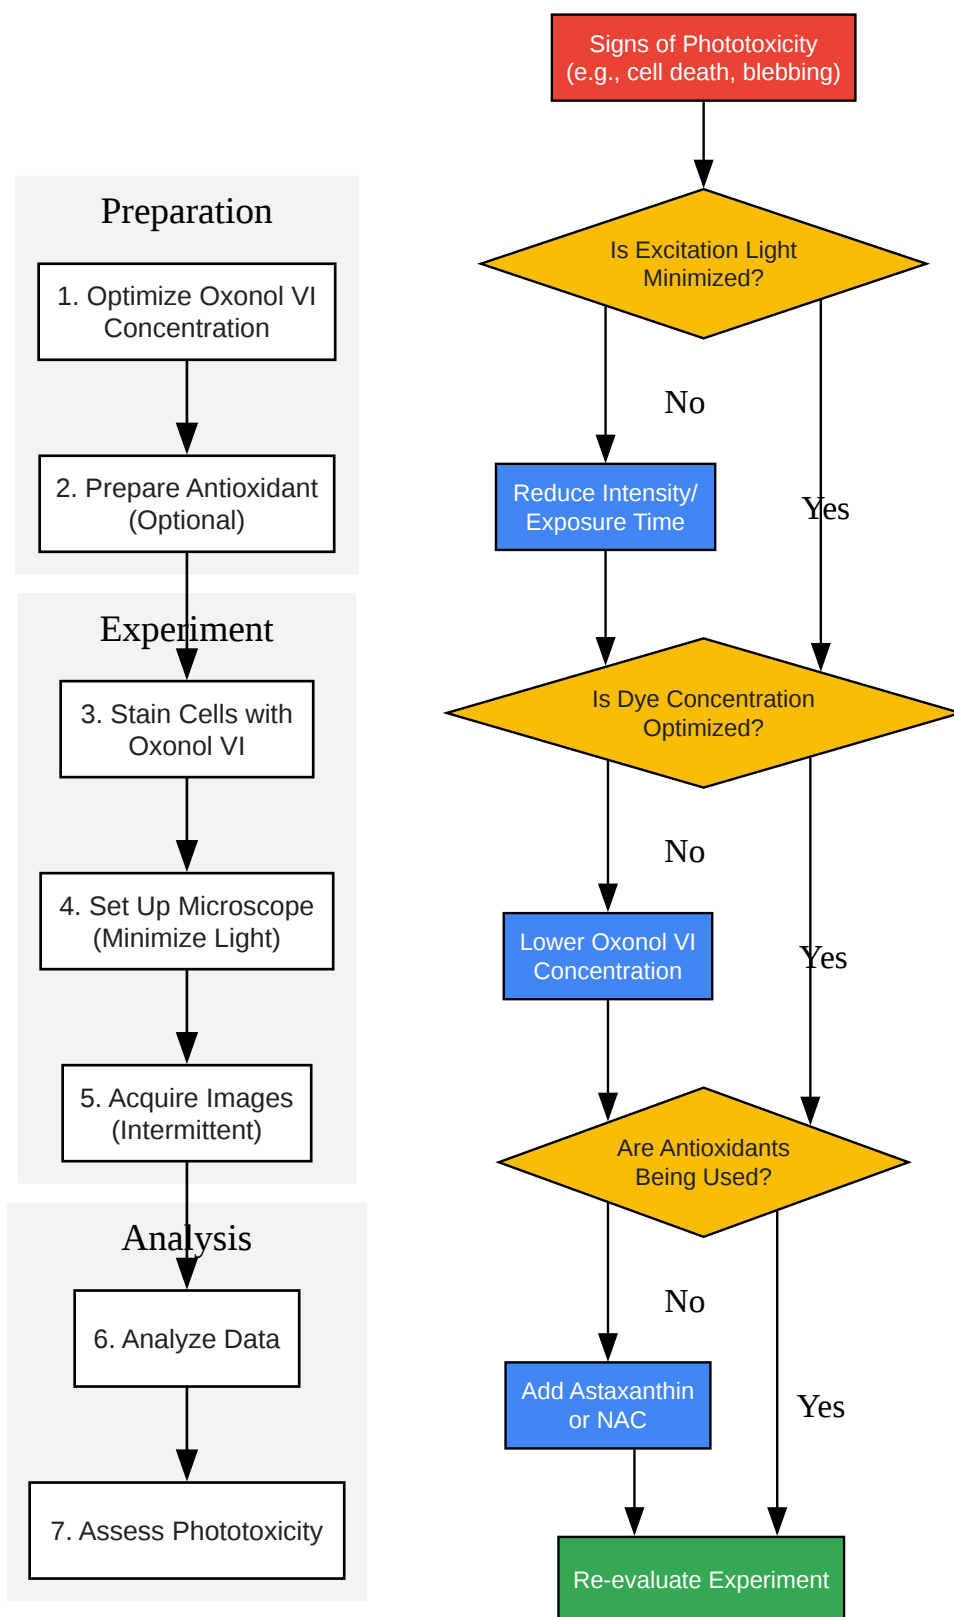 Preparation
1. Optimize Oxonol VI
Concentration
2. Prepare Antioxidant
(Optional)
Experiment
3. Stain Cells with
Oxonol VI
4. Set Up Microscope
(Minimize Light)
5. Acquire Images
(Intermittent)
Analysis
6. Analyze Data
7. Assess Phototoxicity
Signs of Phototoxicity
(e.g., cell death, blebbing)
Is Excitation Light
Minimized?
No
Reduce Intensity/
Exposure Time
Yes
Is Dye Concentration
Optimized?
No
Lower Oxonol VI
Concentration
Yes
Are Antioxidants
Being Used?
No
Add Astaxanthin
or NAC
Yes
Re-evaluate Experiment